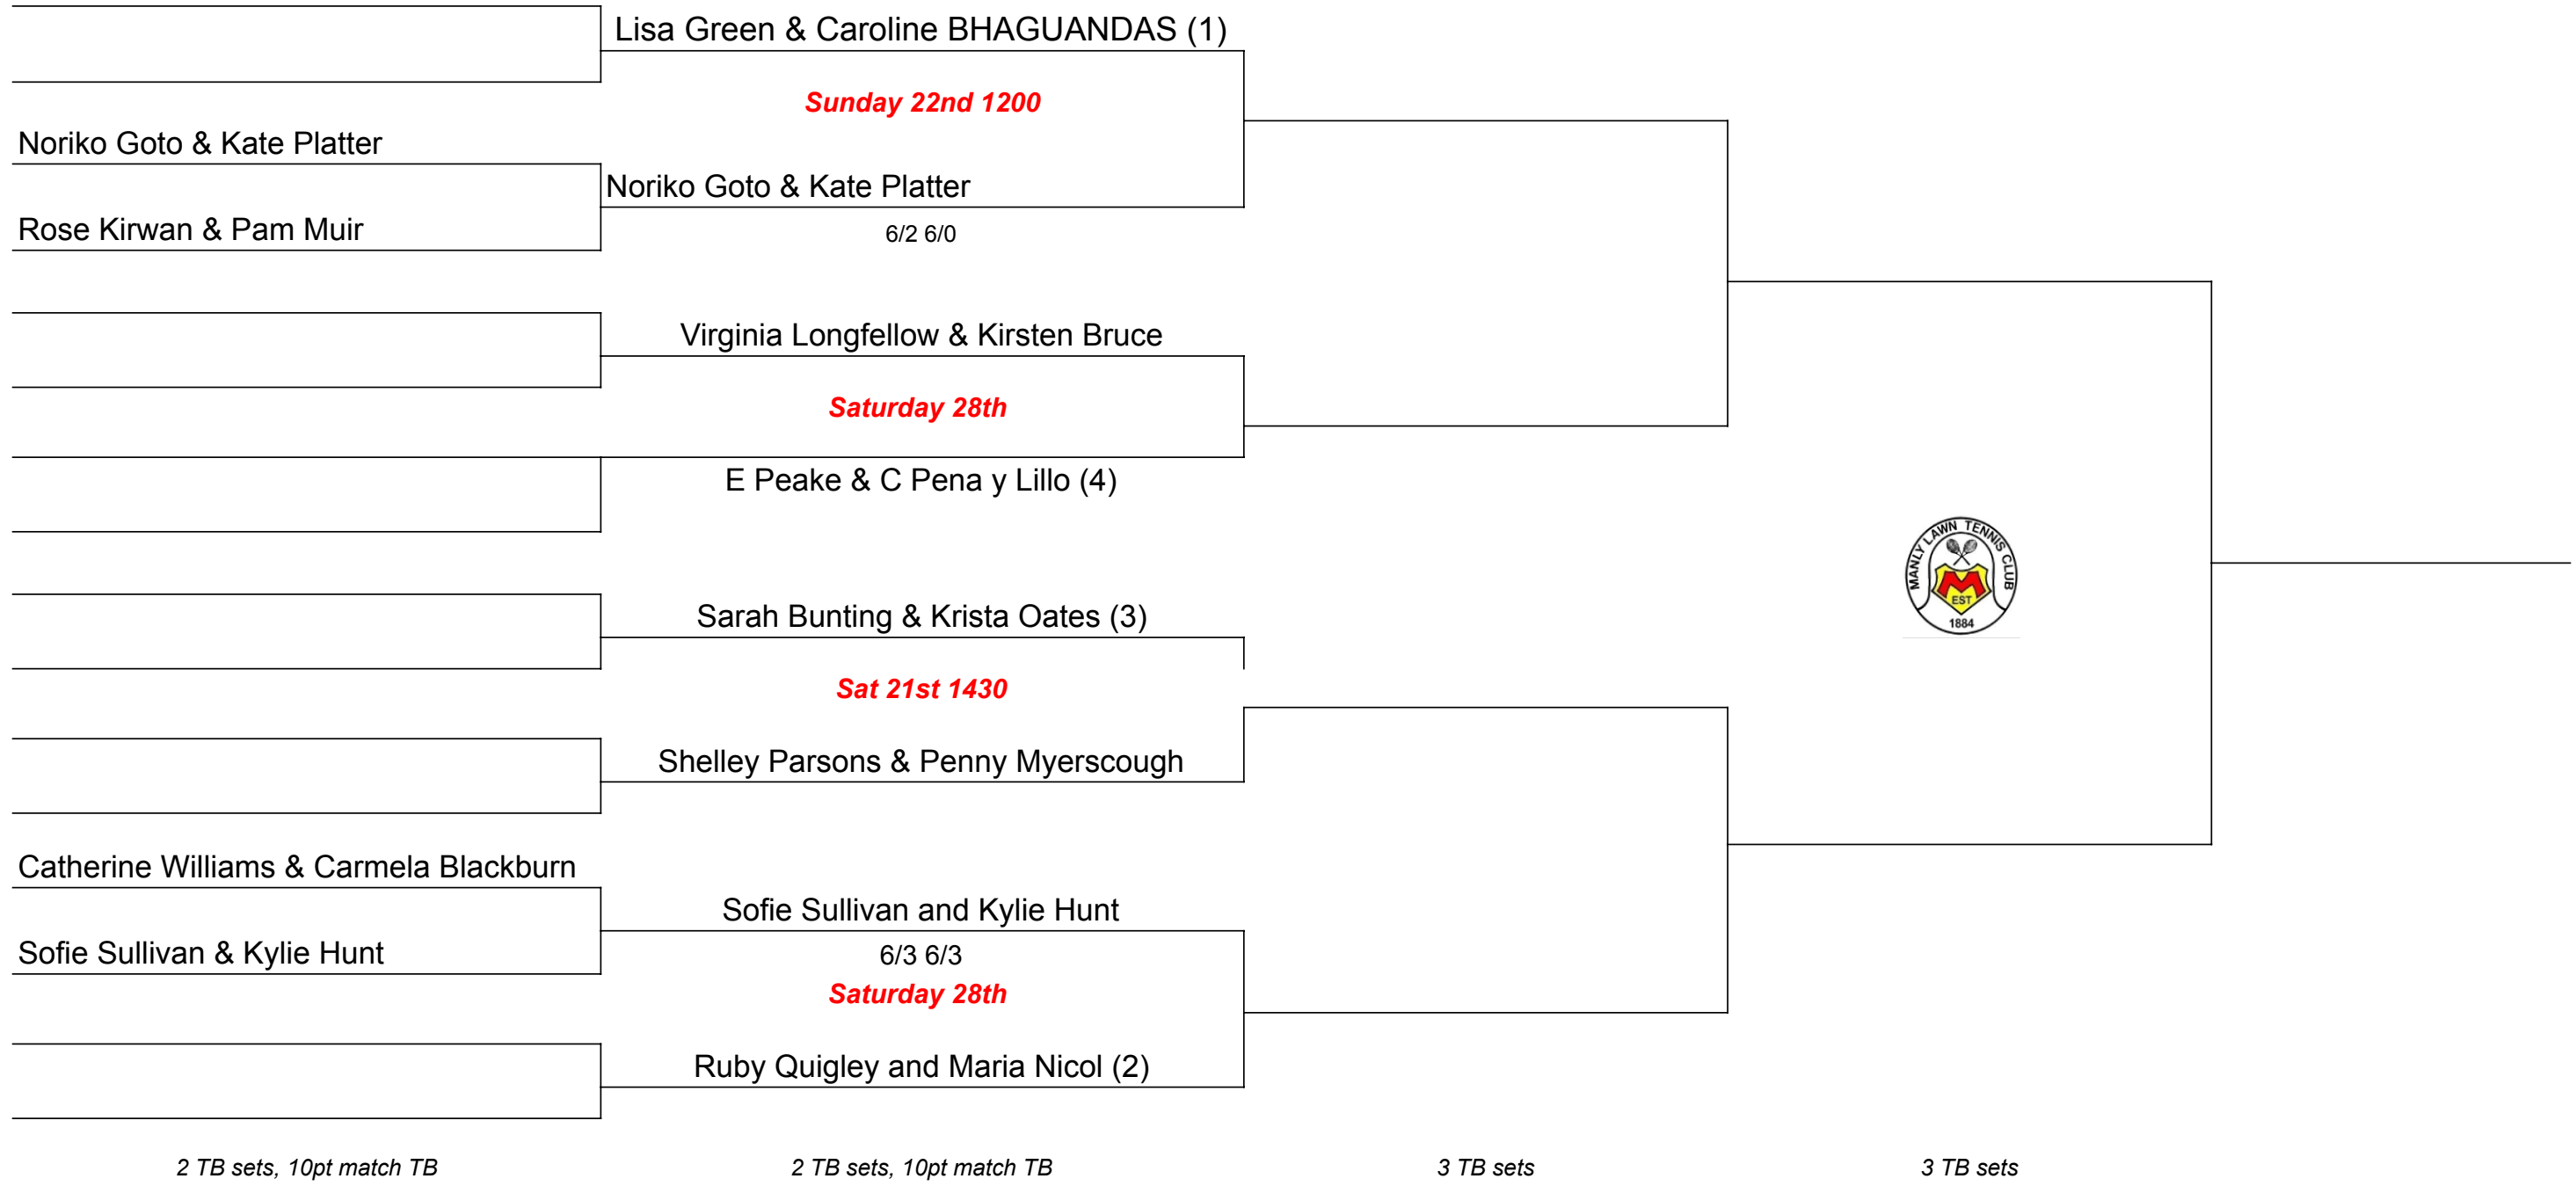 Lisa Green & Caroline BHAGUANDAS (1)
Sunday 22nd 1200
Noriko Goto & Kate Platter
Noriko Goto & Kate Platter
Rose Kirwan & Pam Muir
6/2 6/0
Virginia Longfellow & Kirsten Bruce
Saturday 28th
E Peake & C Pena y Lillo (4)
MANLY LAWN TENNIS CLUB
M
EST
1884
Sarah Bunting & Krista Oates (3)
Sat 21st 1430
Shelley Parsons & Penny Myerscough
Catherine Williams & Carmela Blackburn
Sofie Sullivan and Kylie Hunt
Sofie Sullivan & Kylie Hunt
6/3 6/3
Saturday 28th
Ruby Quigley and Maria Nicol (2)
2 TB sets, 10pt match TB
2 TB sets, 10pt match TB
3 TB sets
3 TB sets